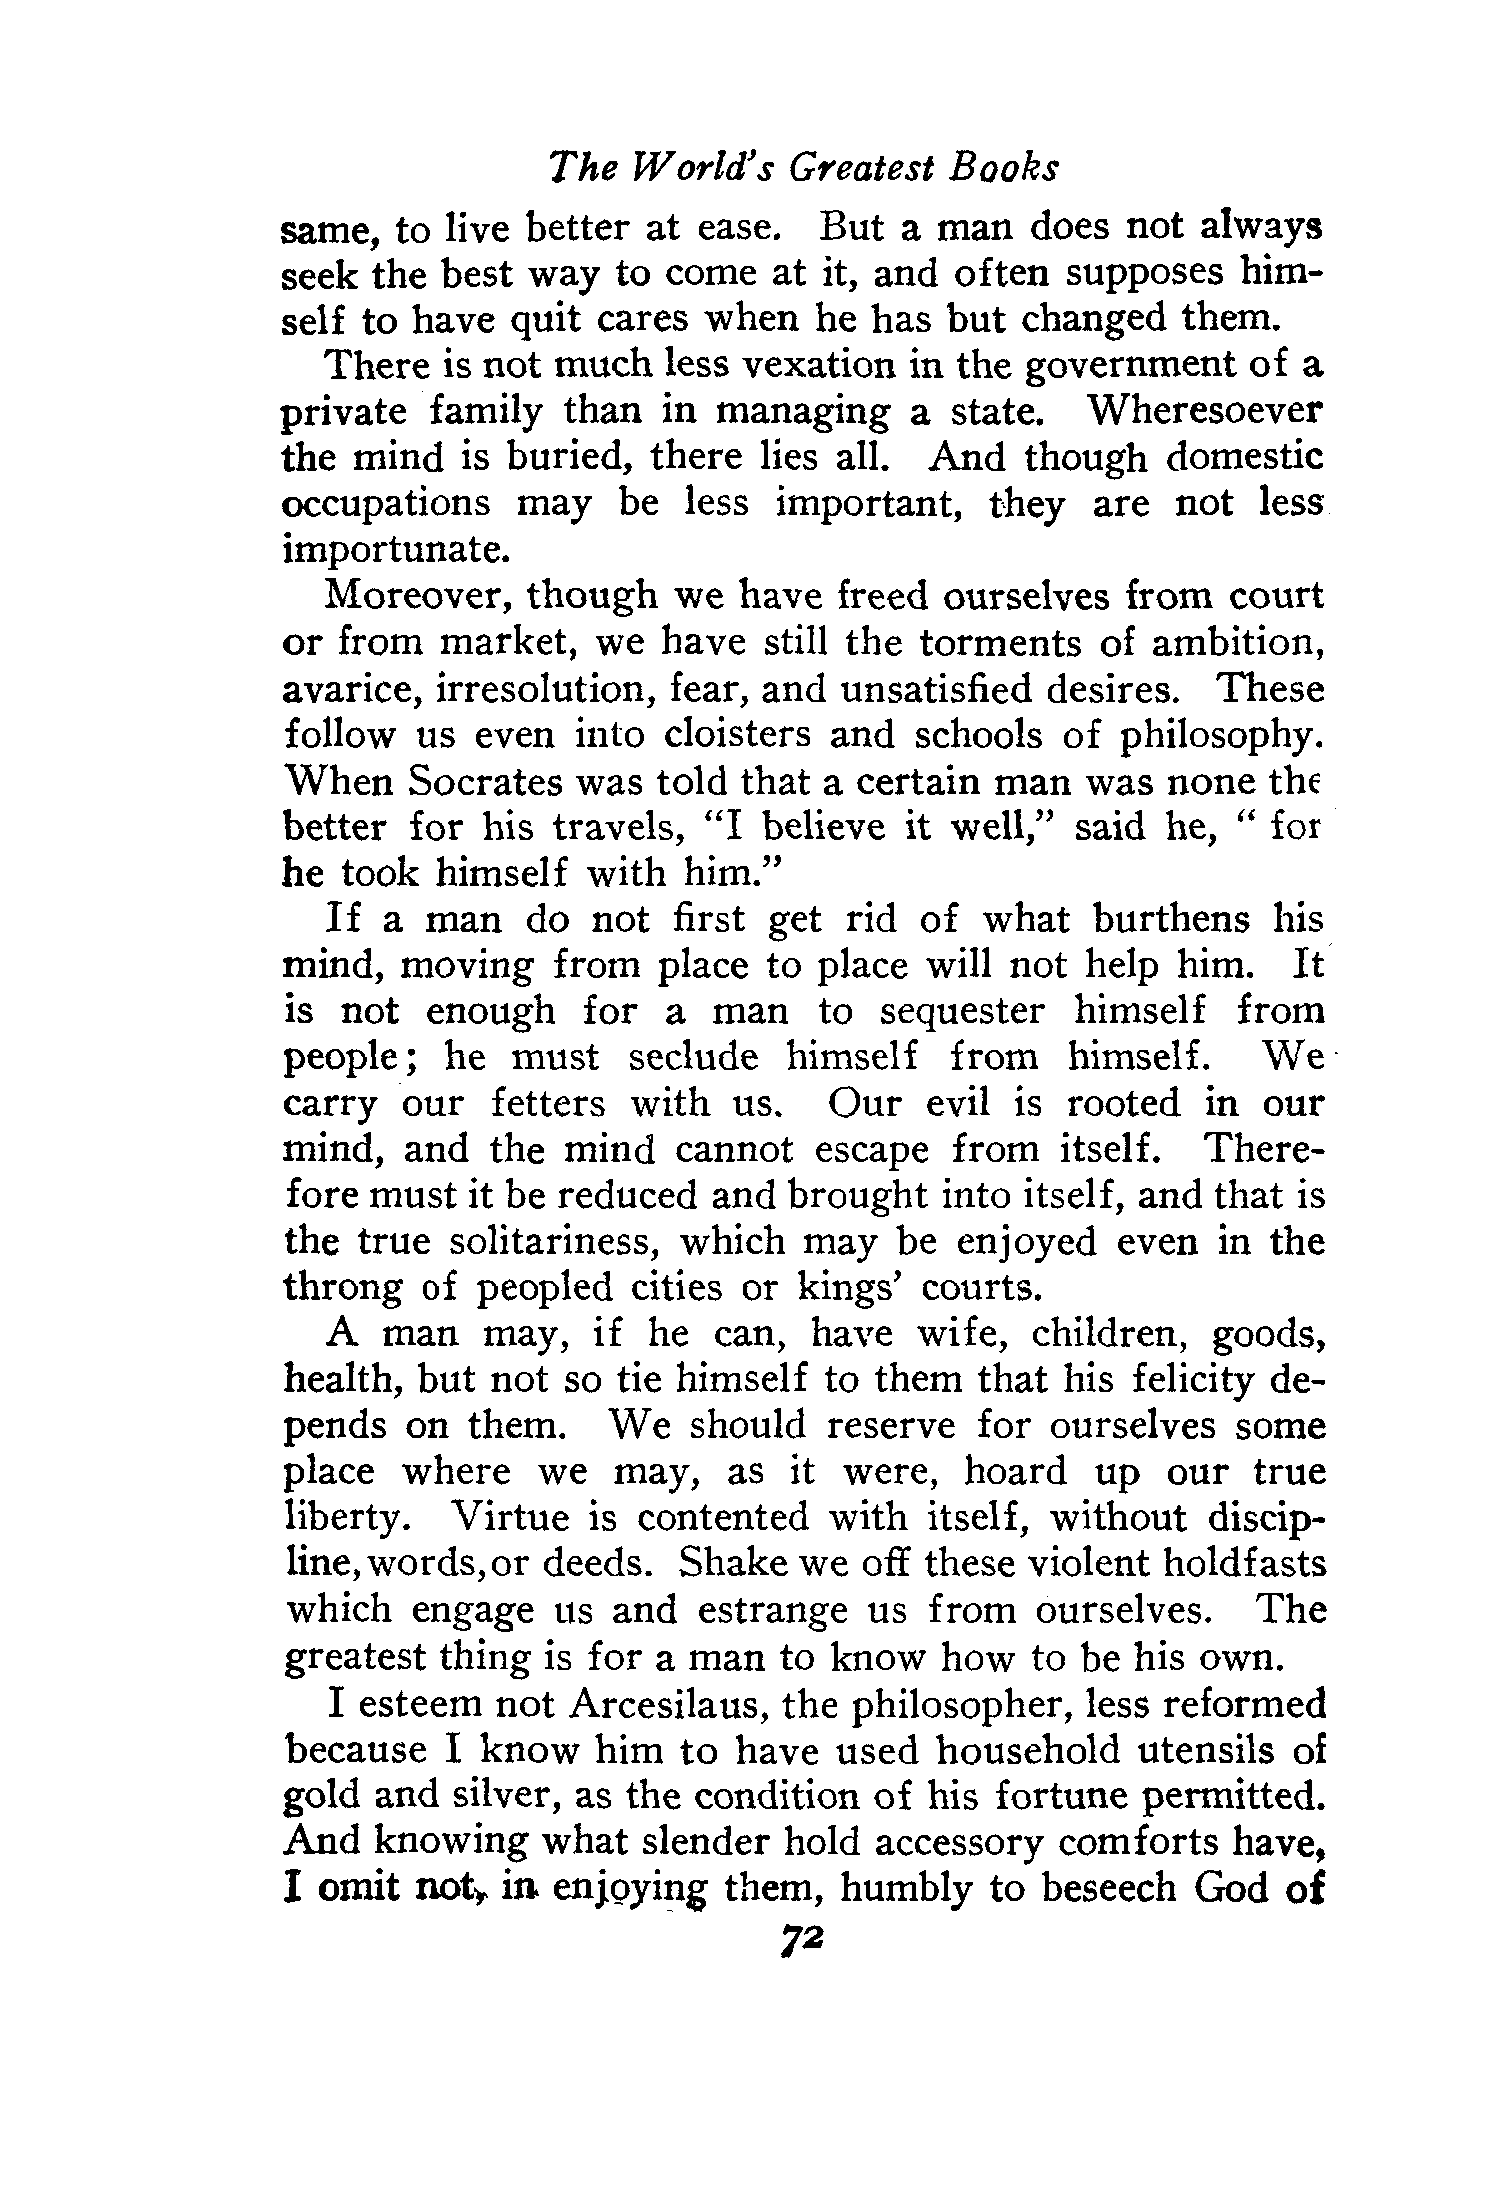 The World's Greatest Books
same, to live better at ease. But a man does not always
seek the best way to come at it, and often supposes him-
self to have quit cares when he has but changed them.
There is not much less vexation in the government of a
private family than in managing a state. Wheresoever
the mind is buried, there lies all. And though domestic
occupations may be less important, they are not less
importunate.
Moreover, though we have freed ourselves from court
or from market, we have still the torments of ambition,
avarice, irresolution, fear, and unsatisfied desires. These
follow us even into cloisters and schools of philosophy.
When Socrates was told that a certain man was none the
better for his travels, "I believe it well," said he, " for
he took himself with him."
If a man do not first get rid of what burthens his
mind, moving from place to place will not help him. It
is not enough for a man to sequester himself from
people; he must seclude himself from himself. We
carry our fetters with us. Our evil is rooted in our
mind, and the mind cannot escape from itself. There-
fore must it be reduced and brought into itself, and that is
the true solitariness, which may be enjoyed even in the
throng of peopled cities or kings' courts.
A man may, if he can, have wife, children, goods,
health, but not so tie himself to them that his felicity de-
pends on them. We should reserve for ourselves some
place where we may, as it were, hoard up our true
liberty. Virtue is contented with itself, without discip-
line, words, or deeds. Shake we off these violent holdfasts
which engage us and estrange us from ourselves. The
greatest thing is for a man to know how to be his own.
I esteem not Arcesilaus, the philosopher, less reformed
because I know him to have used household utensils of
gold and silver, as the condition of his fortune permitted.
And knowing what slender hold accessory comforts have,
I omit not, in enjoying them, humbly to beseech God of
72